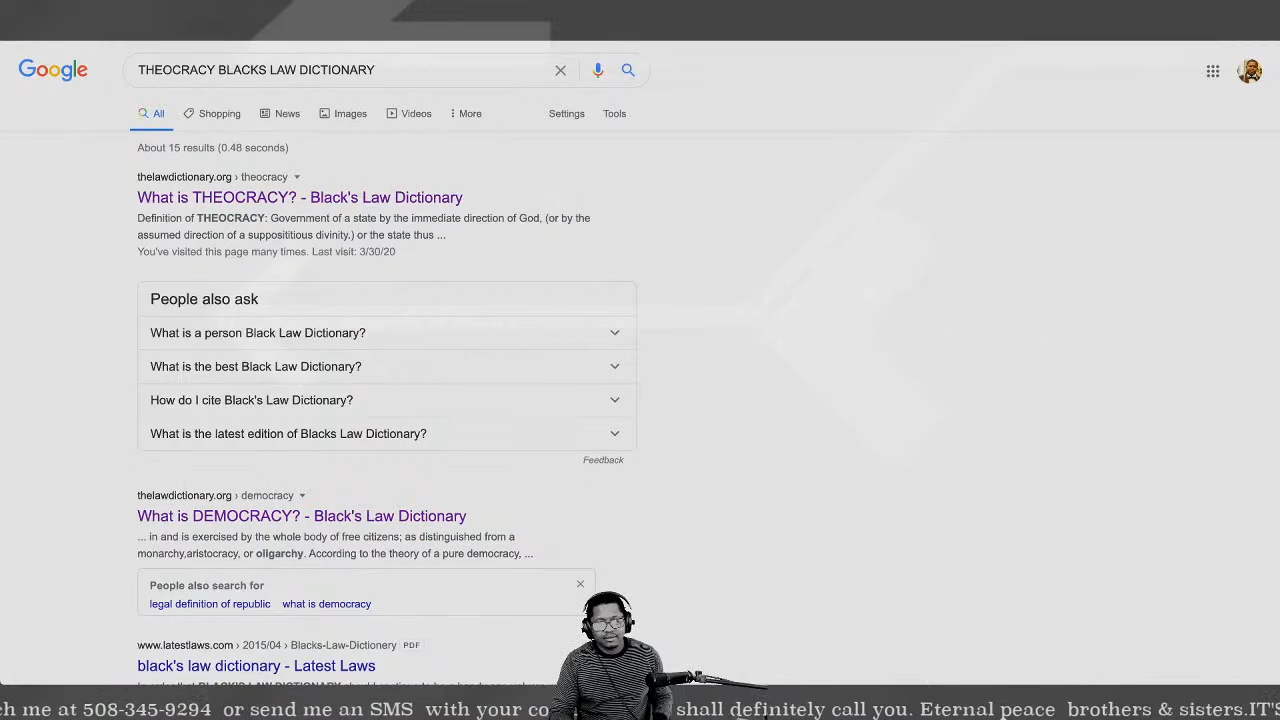 Google
THEOCRACY BLACKS LAW DICTIONARY
All Shopping News Images Videos More Settings Tools
About 15 results (0.48 seconds)
thelawdictionary.org › theocracy
What is THEOCRACY? - Black's Law Dictionary
Definition of THEOCRACY: Government of a state by the immediate direction of God, (or by the
assumed direction of a supposititious divinity.) or the state thus ...
You've visited this page many times. Last visit: 3/30/20
People also ask
What is a person Black Law Dictionary?
What is the best Black Law Dictionary?
How do I cite Black's Law Dictionary?
What is the latest edition of Blacks Law Dictionary?
Feedback
thelawdictionary.org › democracy
What is DEMOCRACY? - Black's Law Dictionary
... in and is exercised by the whole body of free citizens; as distinguished from a
monarchy,aristocracy, or oligarchy. According to the theory of a pure democracy, ...
People also search for
legal definition of republic what is democracy
www.latestlaws.com › 2015/04 › Blacks-Law-Dictionery PDF
black's law dictionary - Latest Laws
ch me at 508-345-9294 or send me an SMS with your co shall definitely call you. Eternal peace brothers & sisters.IT'S